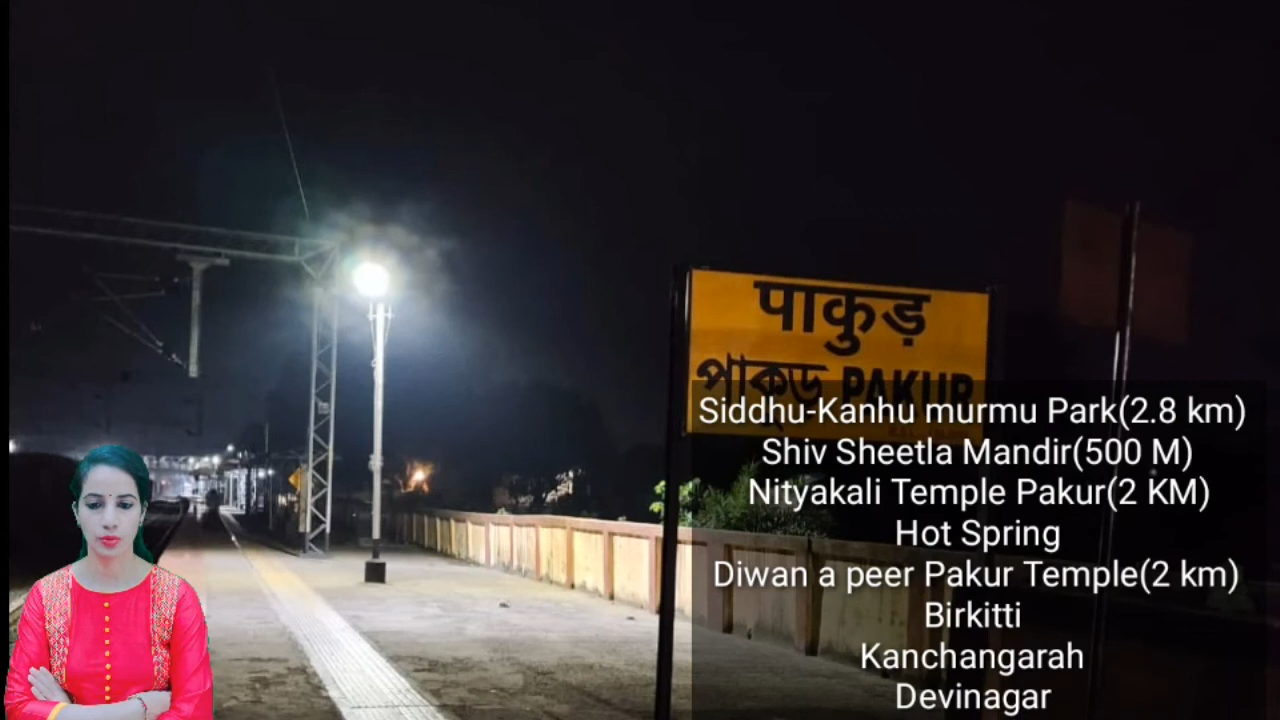 पाकुड़
পাকুড় PAKUR
Siddhu-Kanhu murmu Park(2.8 km)
Shiv Sheetla Mandir(500 M)
Nityakali Temple Pakur(2 KM)
Hot Spring
Diwan a peer Pakur Temple(2 km)
Birkitti
Kanchangarah
Devinagar